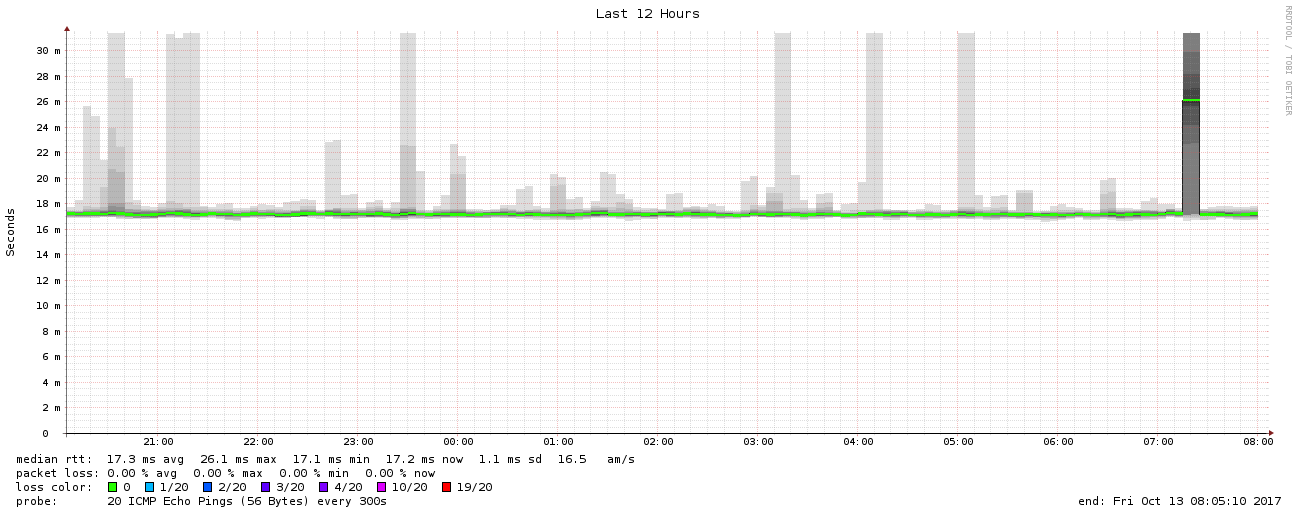 Last 12 Hours
RRDTOOL / TOBI OETIKER
Seconds
30 m
28 m
26 m
24 m
22 m
20 m
18 m
16 m
14 m
12 m
10 m
8 m
6 m
4 m
2 m
0
21:00 22:00 23:00 00:00 01:00 02:00 03:00 04:00 05:00 06:00 07:00 08:00
median rtt: 17.3 ms avg 26.1 ms max 17.1 ms min 17.2 ms now 1.1 ms sd 16.5 am/s
packet loss: 0.00 % avg 0.00 % max 0.00 % min 0.00 % now
loss color: 0 1/20 2/20 3/20 4/20 10/20 19/20
probe: 20 ICMP Echo Pings (56 Bytes) every 300s end: Fri Oct 13 08:05:10 2017